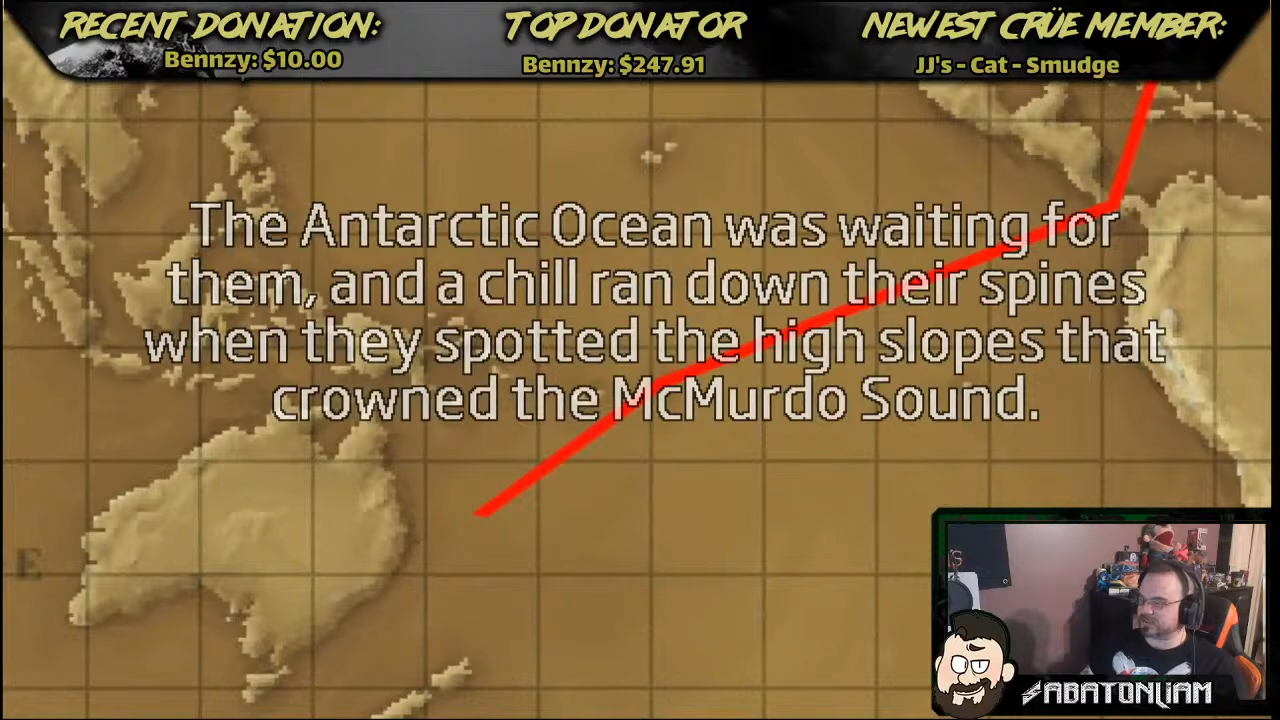 RECENT DONATION:
Bennzy: $10.00
TOP DONATOR
Bennzy: $247.91
NEWEST CRÜE MEMBER:
JJ's - Cat - Smudge
The Antarctic Ocean was waiting for
them, and a chill ran down their spines
when they spotted the high slopes that
crowned the McMurdo Sound.
E
SABATONLIAM